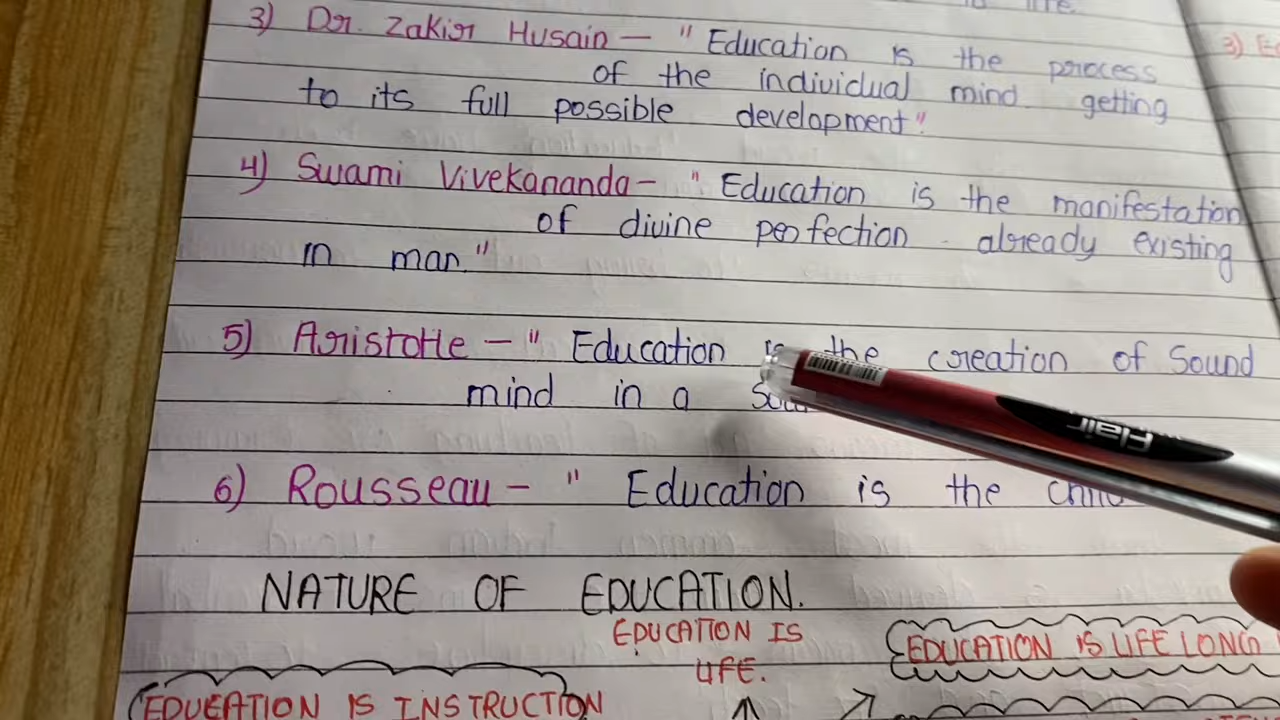 3) Dr. Zakir Husain – "Education is the process
of the individual mind getting
to its full possible development".
4) Swami Vivekananda – "Education is the manifestation
of divine perfection already existing
in man."
5) Aristotle – "Education is the creation of Sound
mind in a
6) Rousseau – " Education is the
NATURE OF EDUCATION.
EDUCATION IS
LIFE.
EDUCATION IS LIFE LONG
EDUCATION IS INSTRUCTION
Flair
3)